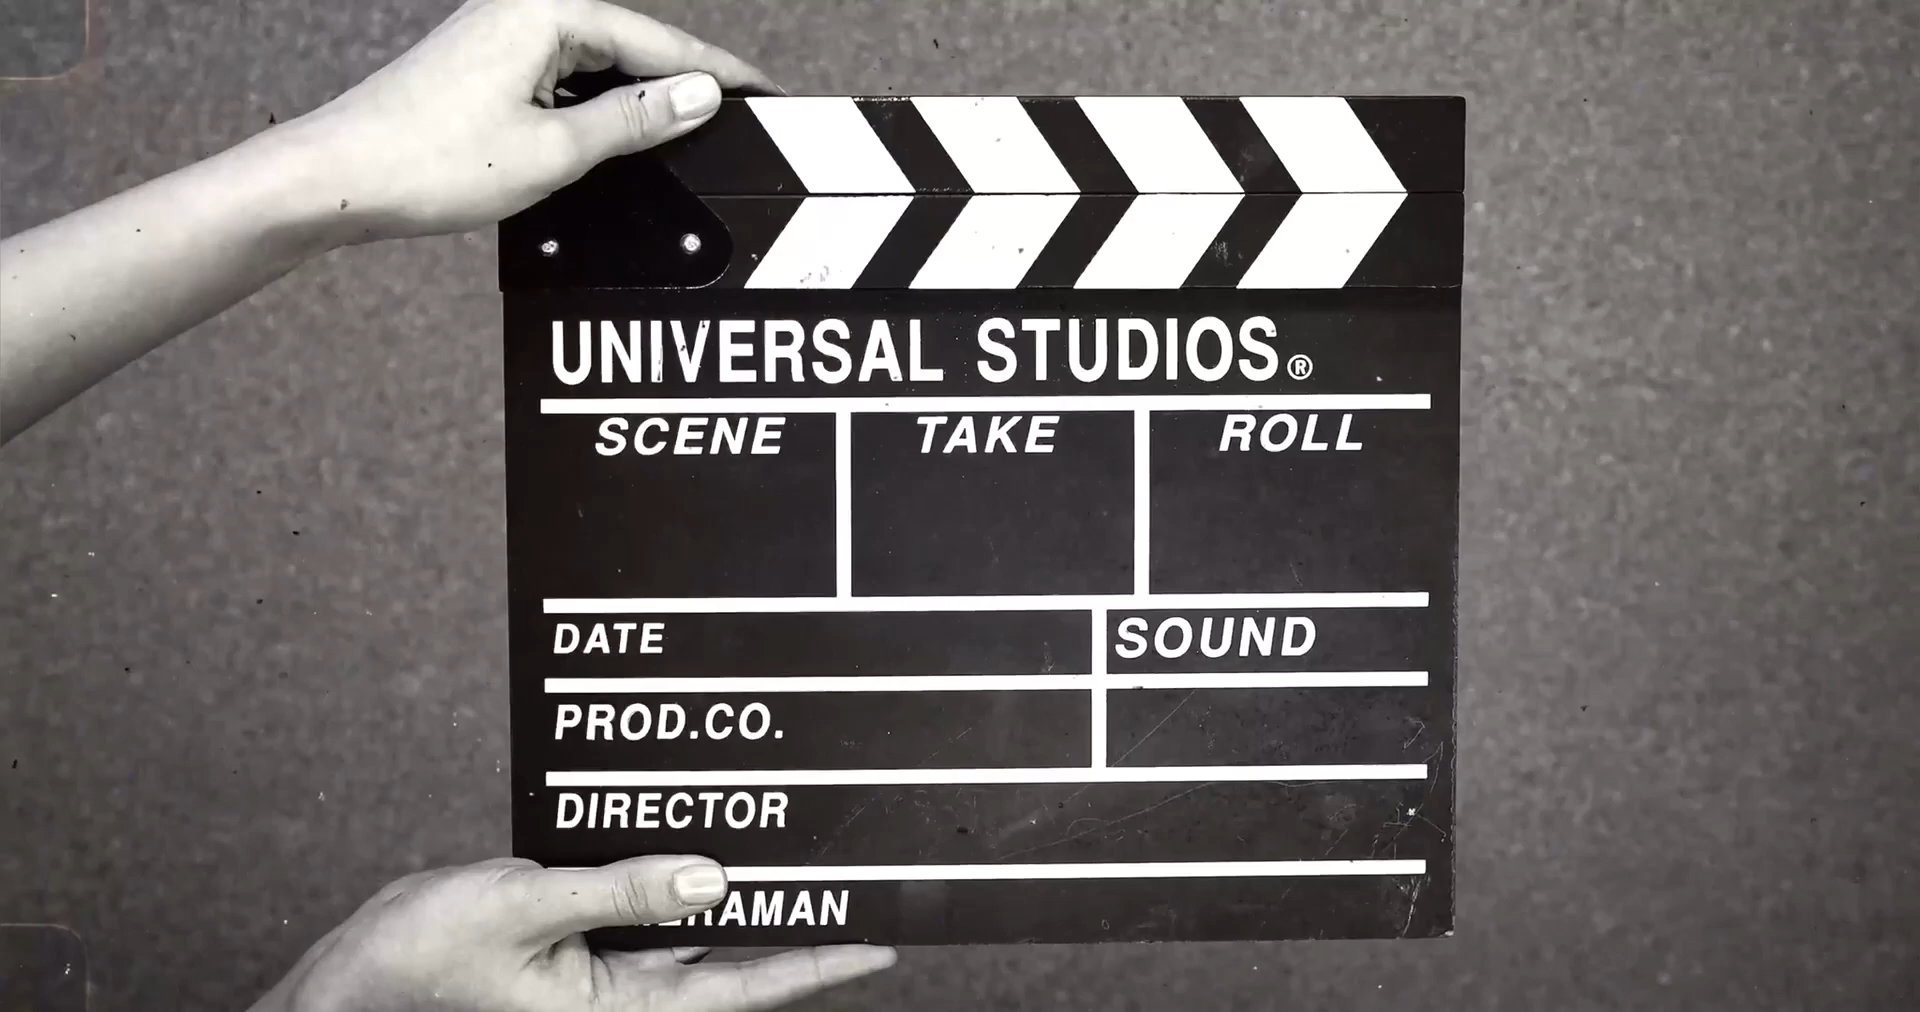 UNIVERSAL STUDIOS®
SCENE TAKE ROLL
DATE SOUND
PROD.CO.
DIRECTOR